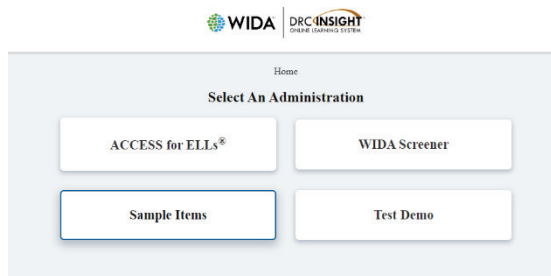 WIDA DRC INSIGHT
ONLINE LEARNING SYSTEM
Home
Select An Administration
ACCESS for ELLs® WIDA Screener
Sample Items Test Demo